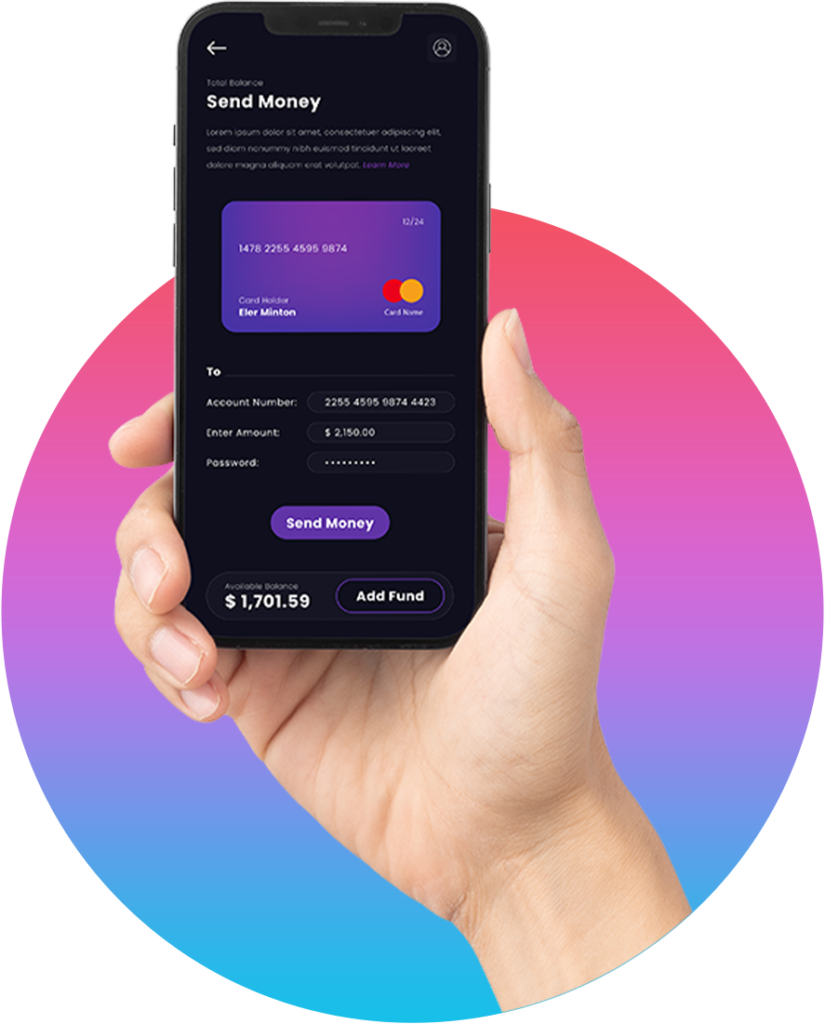 Total Balance
Send Money
Lorem ipsum dolor sit amet, consectetuer adipiscing elit,
sed diam nonummy nibh euismod tincidunt ut laoreet
dolore magna aliquam erat volutpat. Learn More
12/24
1478 2255 4595 9874
Card Holder
Eler Minton
Card Name
To
Account Number: 2255 4595 9874 4423
Enter Amount: $ 2,150.00
Password: •••••••••
Send Money
Available Balance
$ 1,701.59
Add Fund